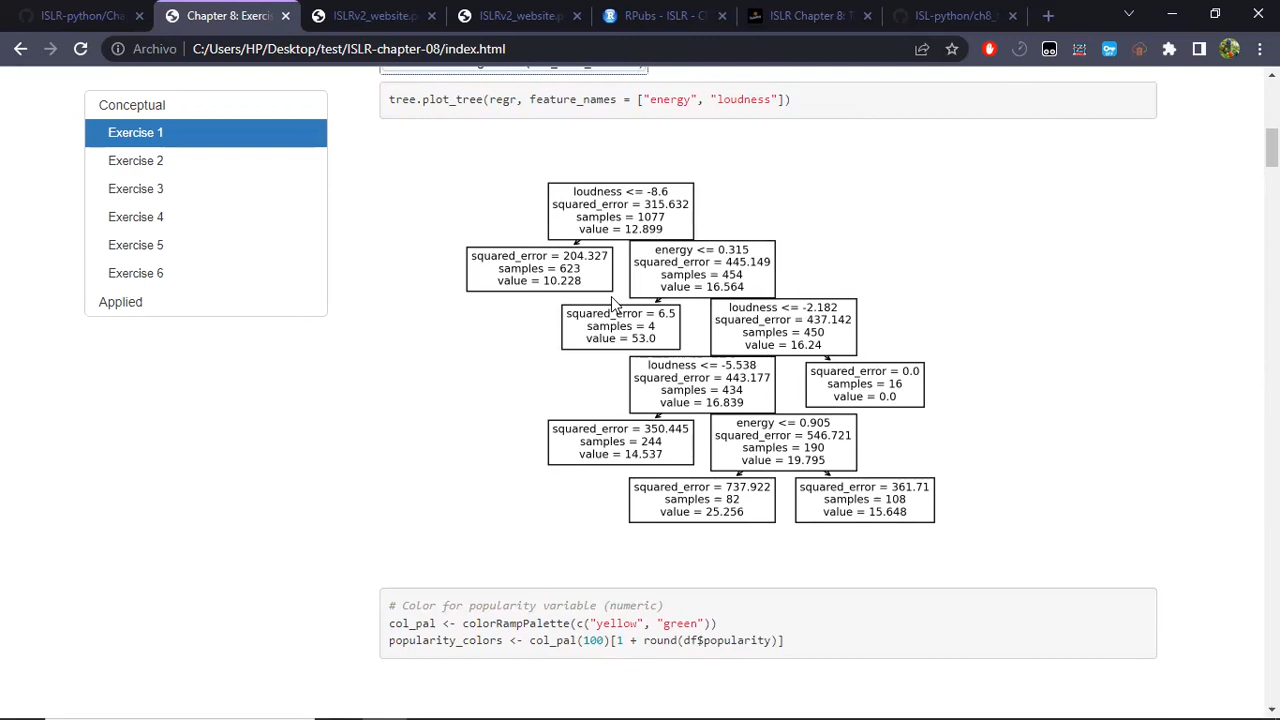 ISLR-python/Cha
Chapter 8: Exerci
ISLRv2_website.p
ISLRv2_website.p
RPubs - ISLR - C
ISLR Chapter 8: T
ISL-python/ch8_
Archivo
C:/Users/HP/Desktop/test/ISLR-chapter-08/index.html
Conceptual
Exercise 1
Exercise 2
Exercise 3
Exercise 4
Exercise 5
Exercise 6
Applied
tree.plot_tree(regr, feature_names = ["energy", "loudness"])
loudness <= -8.6
squared_error = 315.632
samples = 1077
value = 12.899
squared_error = 204.327
samples = 623
value = 10.228
energy <= 0.315
squared_error = 445.149
samples = 454
value = 16.564
squared_error = 6.5
samples = 4
value = 53.0
loudness <= -2.182
squared_error = 437.142
samples = 450
value = 16.24
loudness <= -5.538
squared_error = 443.177
samples = 434
value = 16.839
squared_error = 0.0
samples = 16
value = 0.0
squared_error = 350.445
samples = 244
value = 14.537
energy <= 0.905
squared_error = 546.721
samples = 190
value = 19.795
squared_error = 737.922
samples = 82
value = 25.256
squared_error = 361.71
samples = 108
value = 15.648
# Color for popularity variable (numeric)
col_pal <- colorRampPalette(c("yellow", "green"))
popularity_colors <- col_pal(100)[1 + round(df$popularity)]